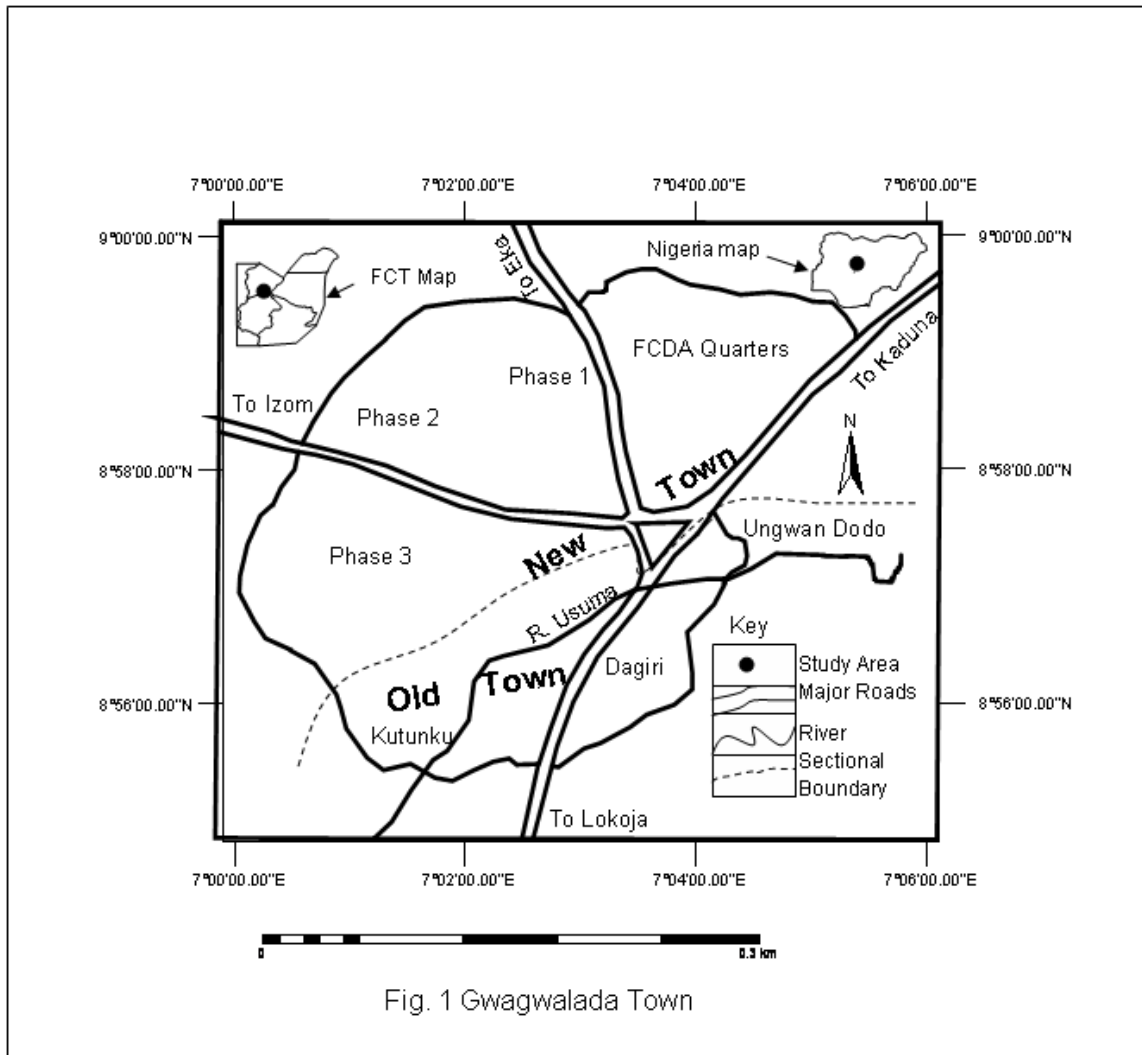 7°00'00.00"E
7°02'00.00"E
7°04'00.00"E
7°06'00.00"E
9°00'00.00"N
9°00'00.00"N
To Eke
Nigeria map
FCT Map
FCDA Quarters
To Kaduna
Phase 1
To Izom
Phase 2
N
Town
8°58'00.00"N
8°58'00.00"N
Ungwan Dodo
New
Phase 3
R. Usuma
Key
Dagiri
Study Area
Old Town
Major Roads
8°56'00.00"N
8°56'00.00"N
Kutunku
River
Sectional
Boundary
To Lokoja
7°00'00.00"E
7°02'00.00"E
7°04'00.00"E
7°06'00.00"E
0
0.3 km
Fig. 1 Gwagwalada Town